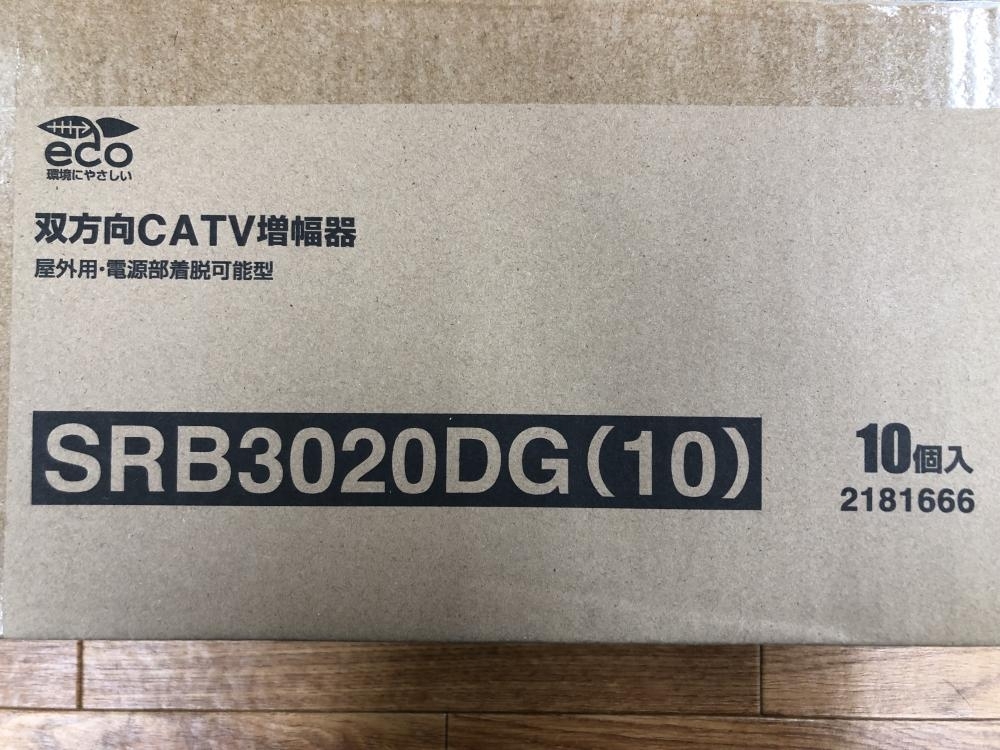 eco
環境にやさしい
双方向CATV増幅器
屋外用・電源部着脱可能型
SRB3020DG(10)
10個入
2181666